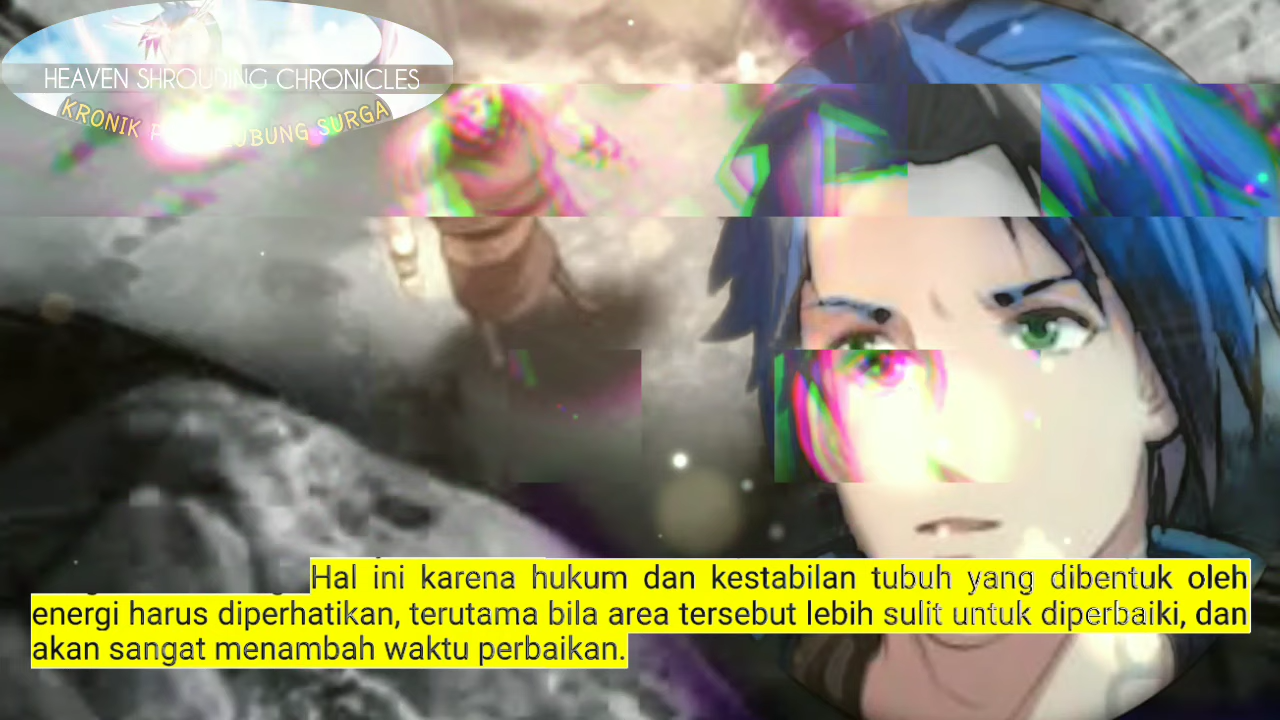 HEAVEN SHROUDING CHRONICLES
KRONIK SURGA
Hal ini karena hukum dan kestabilan tubuh yang dibentuk oleh
energi harus diperhatikan, terutama bila area tersebut lebih sulit untuk diperbaiki, dan
akan sangat menambah waktu perbaikan.